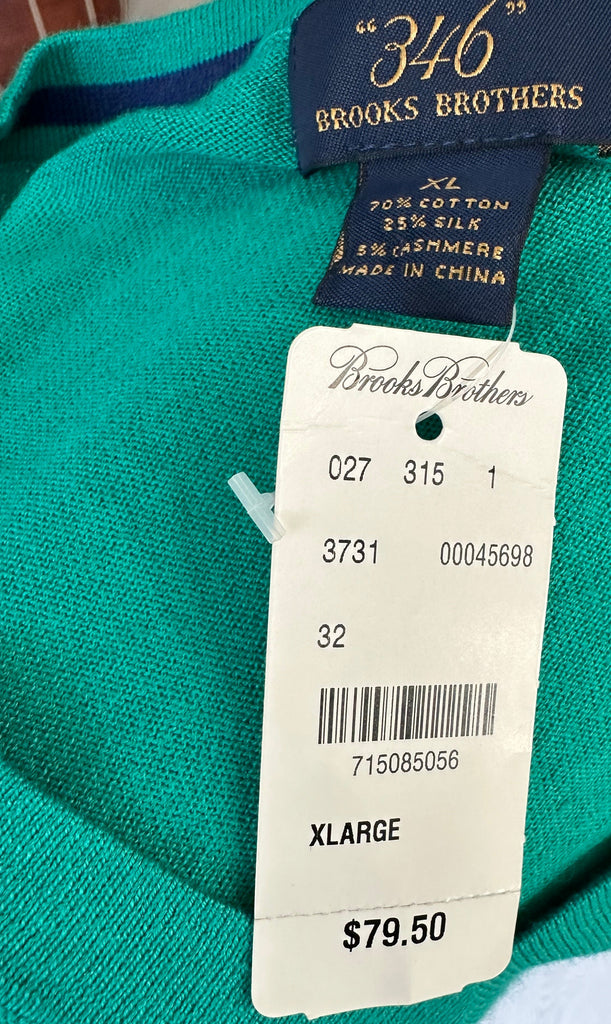 "346"
BROOKS BROTHERS
XL
70% COTTON
25% SILK
5% CASHMERE
MADE IN CHINA
Brooks Brothers
027 315 1
3731 00045698
32
715085056
XLARGE
$79.50